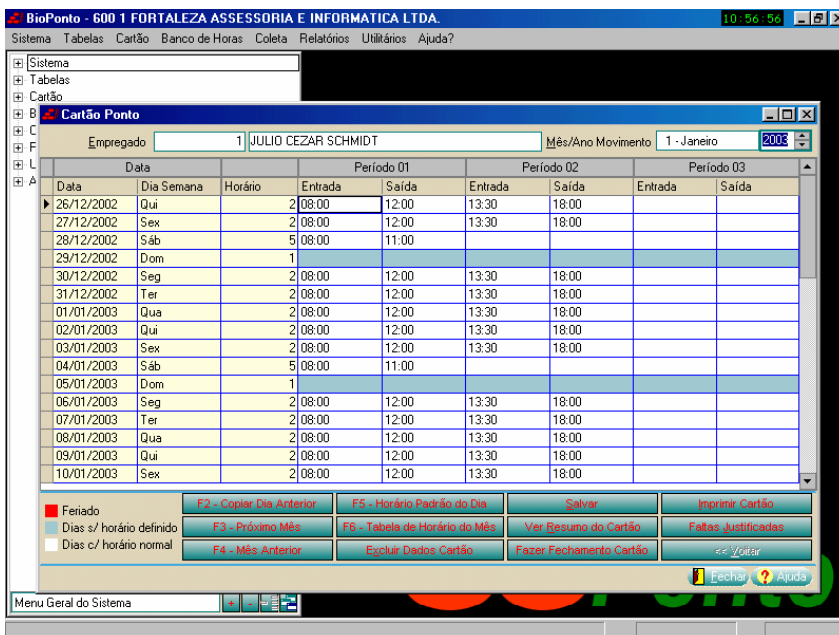 BioPonto - 600 1 FORTALEZA ASSESSORIA E INFORMATICA LTDA. 10:56:56
Sistema Tabelas Cartão Banco de Horas Coleta Relatórios Utilitários Ajuda?
Sistema
Tabelas
Cartão
B
C
F
L
A
Cartão Ponto
Empregado 1 JULIO CEZAR SCHMIDT Mês/Ano Movimento 1 - Janeiro 2003
Data Período 01 Período 02 Período 03
Data Dia Semana Horário Entrada Saída Entrada Saída Entrada Saída
26/12/2002 Qui 2 08:00 12:00 13:30 18:00
27/12/2002 Sex 2 08:00 12:00 13:30 18:00
28/12/2002 Sáb 5 08:00 11:00
29/12/2002 Dom 1
30/12/2002 Seg 2 08:00 12:00 13:30 18:00
31/12/2002 Ter 2 08:00 12:00 13:30 18:00
01/01/2003 Qua 2 08:00 12:00 13:30 18:00
02/01/2003 Qui 2 08:00 12:00 13:30 18:00
03/01/2003 Sex 2 08:00 12:00 13:30 18:00
04/01/2003 Sáb 5 08:00 11:00
05/01/2003 Dom 1
06/01/2003 Seg 2 08:00 12:00 13:30 18:00
07/01/2003 Ter 2 08:00 12:00 13:30 18:00
08/01/2003 Qua 2 08:00 12:00 13:30 18:00
09/01/2003 Qui 2 08:00 12:00 13:30 18:00
10/01/2003 Sex 2 08:00 12:00 13:30 18:00
Feriado F2 - Copiar Dia Anterior F5 - Horário Padrão do Dia Salvar Imprimir Cartão
Dias s/ horário definido F3 - Próximo Mês F6 - Tabela de Horário do Mês Ver Resumo do Cartão Faltas Justificadas
Dias c/ horário normal F4 - Mês Anterior Excluir Dados Cartão Fazer Fechamento Cartão << Voltar
Fechar Ajuda
Menu Geral do Sistema